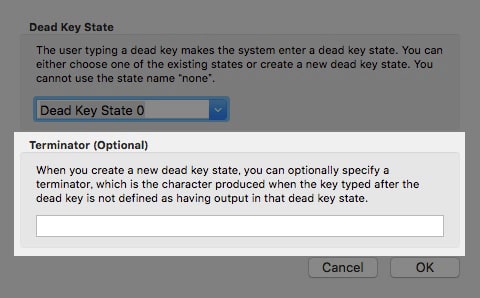 Dead Key State
The user typing a dead key makes the system enter a dead key state. You can
either choose one of the existing states or create a new dead key state. You
cannot use the state name "none".
Dead Key State 0
Terminator (Optional)
When you create a new dead key state, you can optionally specify a
terminator, which is the character produced when the key typed after the
dead key is not defined as having output in that dead key state.
Cancel OK